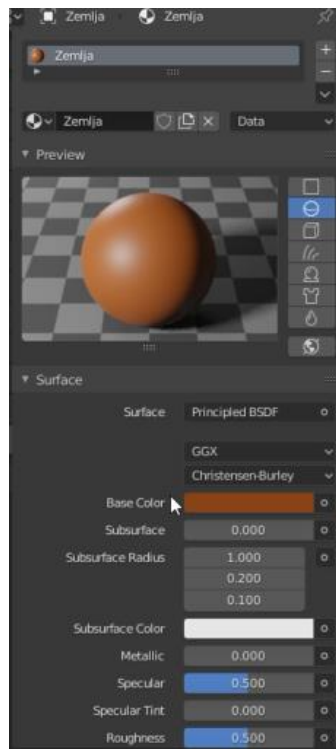 Zemlja Zemlja
Zemlja
Zemlja Data
Preview
Surface
Surface Principled BSDF
GGX
Christensen-Burley
Base Color
Subsurface 0.000
Subsurface Radius 1.000
0.200
0.100
Subsurface Color
Metallic 0.000
Specular 0.500
Specular Tint 0.000
Roughness 0.500